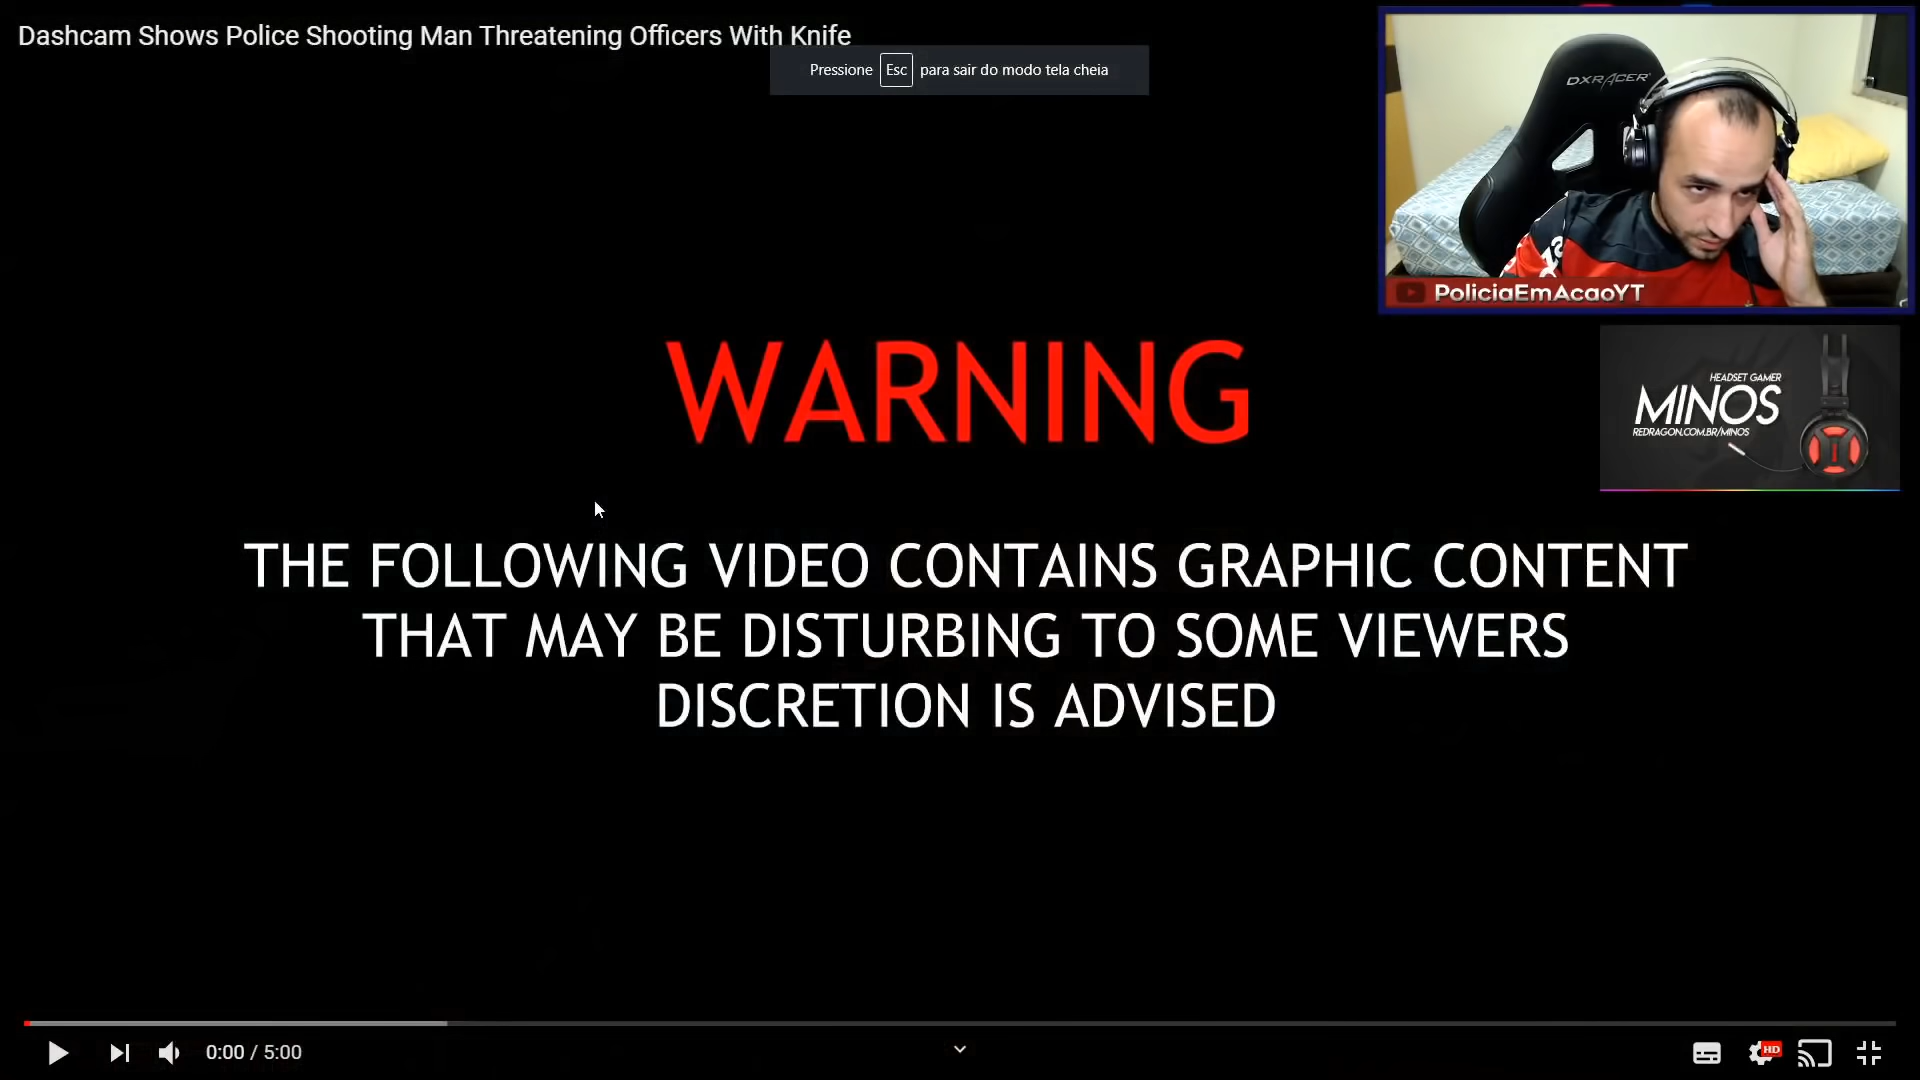 Dashcam Shows Police Shooting Man Threatening Officers With Knife
Pressione Esc para sair do modo tela cheia
DXRACER
PoliciaEmAcaoYT
HEADSET GAMER
MINOS
REDRAGON.COM.BR/MINOS
WARNING
THE FOLLOWING VIDEO CONTAINS GRAPHIC CONTENT
THAT MAY BE DISTURBING TO SOME VIEWERS
DISCRETION IS ADVISED
0:00 / 5:00
HD